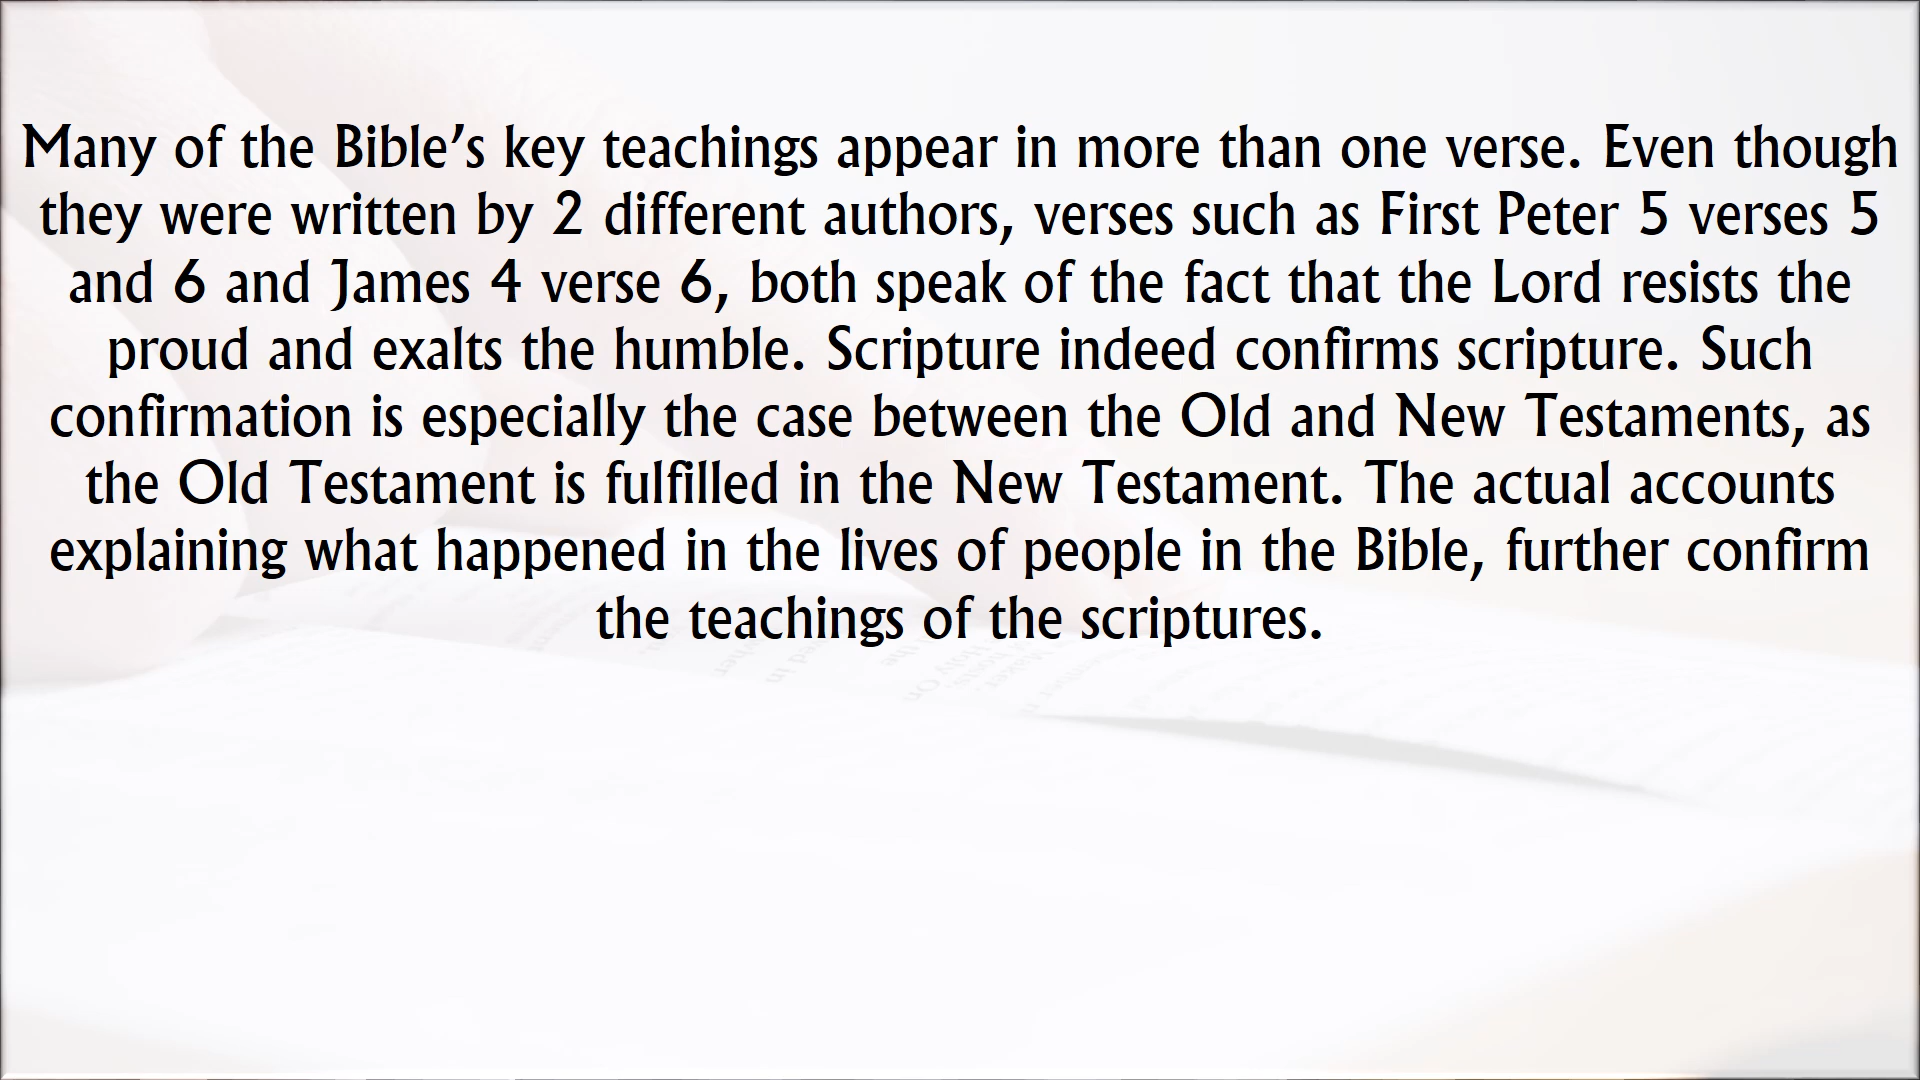 Many of the Bible’s key teachings appear in more than one verse. Even though
they were written by 2 different authors, verses such as First Peter 5 verses 5
and 6 and James 4 verse 6, both speak of the fact that the Lord resists the
proud and exalts the humble. Scripture indeed confirms scripture. Such
confirmation is especially the case between the Old and New Testaments, as
the Old Testament is fulfilled in the New Testament. The actual accounts
explaining what happened in the lives of people in the Bible, further confirm
the teachings of the scriptures.